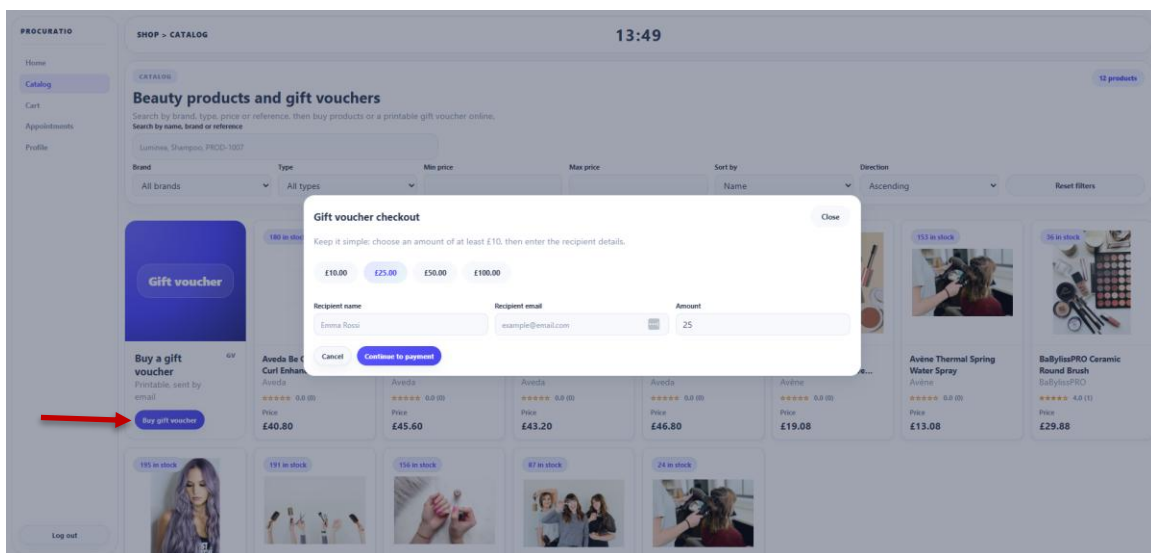 PROCURATIO
Home
Catalog
Cart
Appointments
Profile
Log out
SHOP > CATALOG
13:49
CATALOG
12 products
Beauty products and gift vouchers
Search by brand, type, price or reference, then buy products or a printable gift voucher online.
Search by name, brand or reference
Luminea, Shampoo, PROD-1007
Brand Type Min price Max price Sort by Direction
All brands All types Name Ascending Reset filters
Gift voucher checkout Close
Keep it simple: choose an amount of at least £10, then enter the recipient details.
£10.00 £25.00 £50.00 £100.00
Recipient name Recipient email Amount
Emma Rossi example@email.com 25
Cancel Continue to payment
180 in stock 153 in stock 36 in stock
Gift voucher
Buy a gift voucher GV
Printable, sent by email
Buy gift voucher
Aveda Be C
Curl Enhan
Aveda
0.0 (0)
Price
£40.80
Aveda
0.0 (0)
Price
£45.60
Aveda
0.0 (0)
Price
£43.20
Aveda
0.0 (0)
Price
£46.80
Avène
0.0 (0)
Price
£19.08
Avène Thermal Spring
Water Spray
Avène
0.0 (0)
Price
£13.08
BaBylissPRO Ceramic
Round Brush
BaBylissPRO
4.0 (1)
Price
£29.88
195 in stock 191 in stock 156 in stock 87 in stock 24 in stock